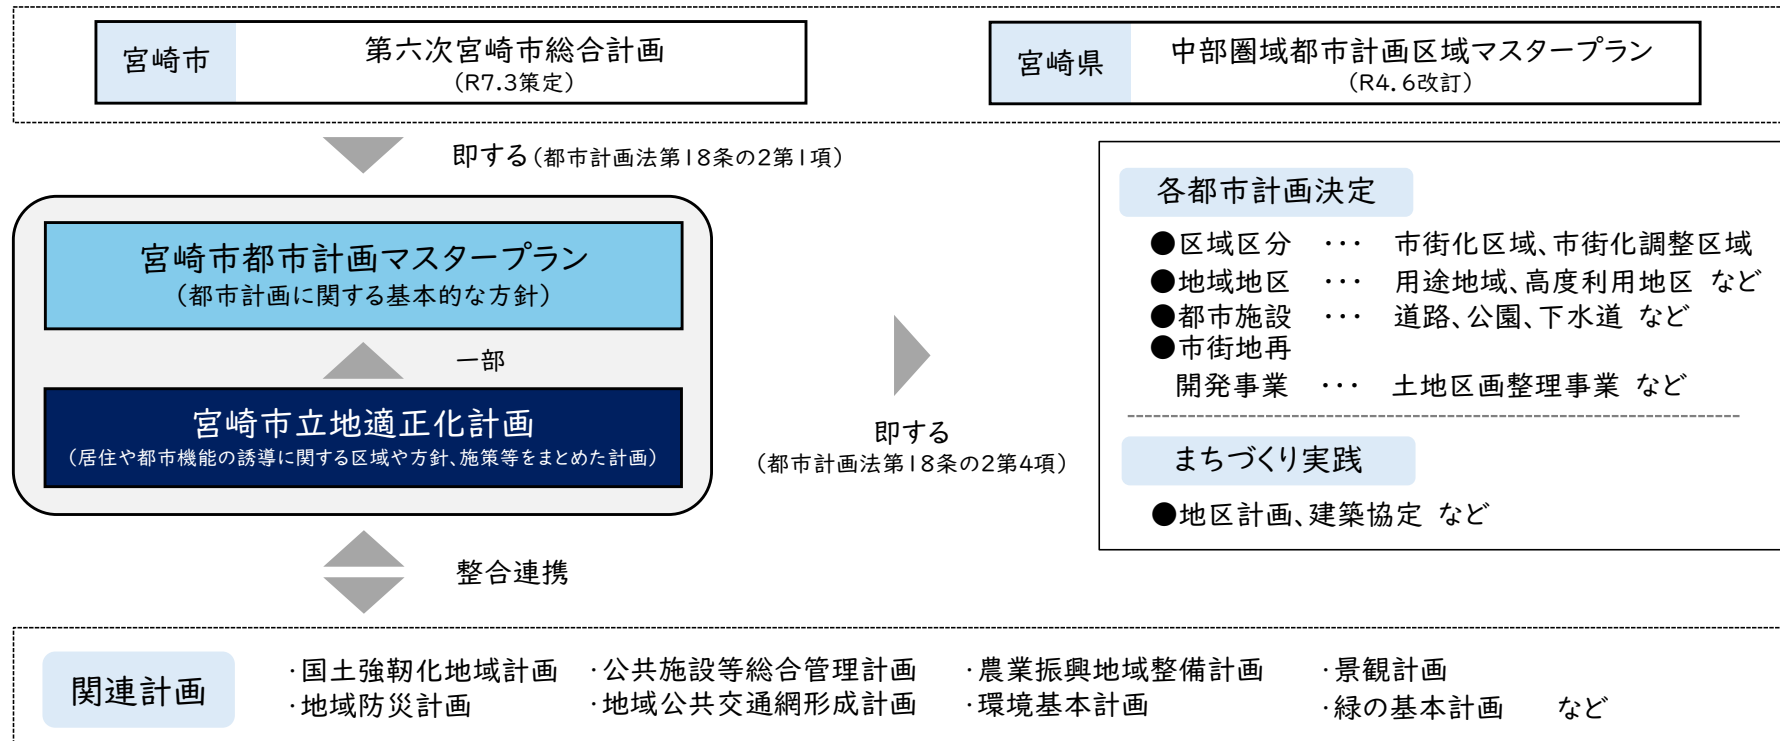 宮崎市
第六次宮崎市総合計画
（R7.3策定）
宮崎県
中部圏域都市計画区域マスタープラン
（R4.6改訂）
即する（都市計画法第18条の2第1項）
宮崎市都市計画マスタープラン
（都市計画に関する基本的な方針）
一部
宮崎市立地適正化計画
（居住や都市機能の誘導に関する区域や方針、施策等をまとめた計画）
即する
（都市計画法第18条の2第4項）
各都市計画決定
●区域区分 ・・・ 市街化区域、市街化調整区域
●地域地区 ・・・ 用途地域、高度利用地区 など
●都市施設 ・・・ 道路、公園、下水道 など
●市街地再
開発事業 ・・・ 土地区画整理事業 など
まちづくり実践
●地区計画、建築協定 など
整合連携
関連計画
・国土強靭化地域計画 ・公共施設等総合管理計画 ・農業振興地域整備計画 ・景観計画
・地域防災計画 ・地域公共交通網形成計画 ・環境基本計画 ・緑の基本計画 など